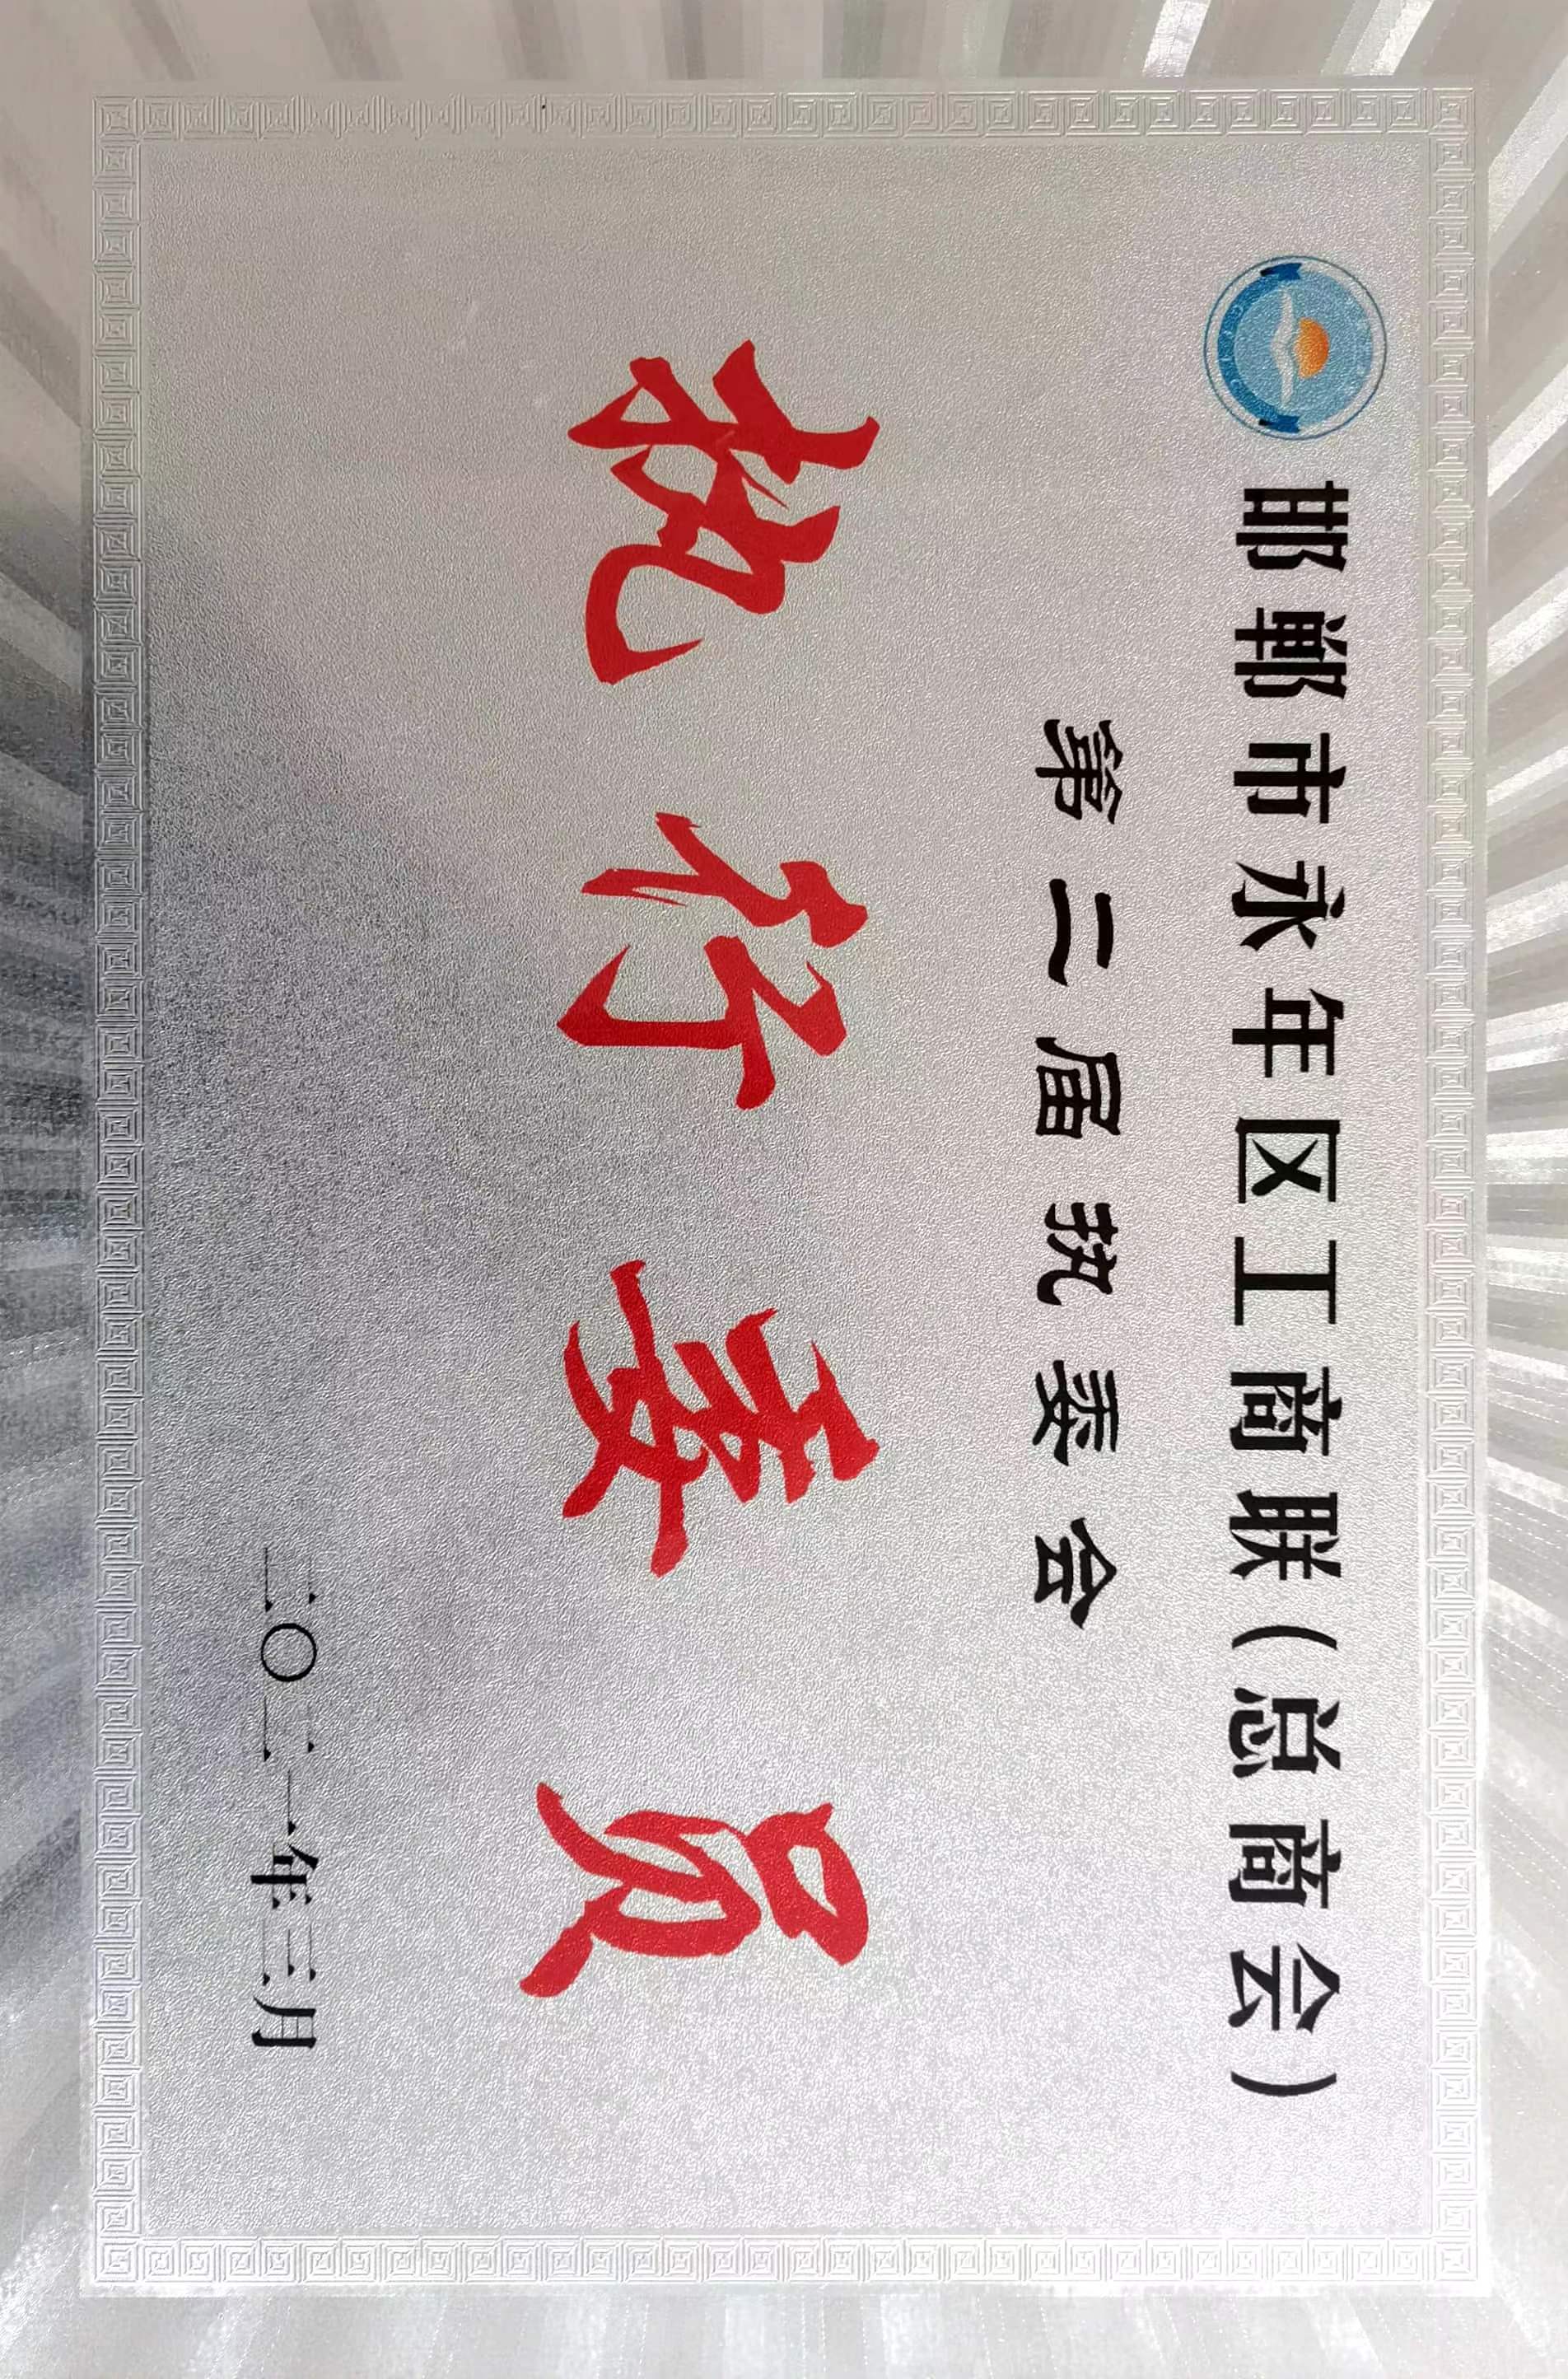 邯郸市永年区工商联(总商会)
第二届执委会
执行委员
二〇二一年三月